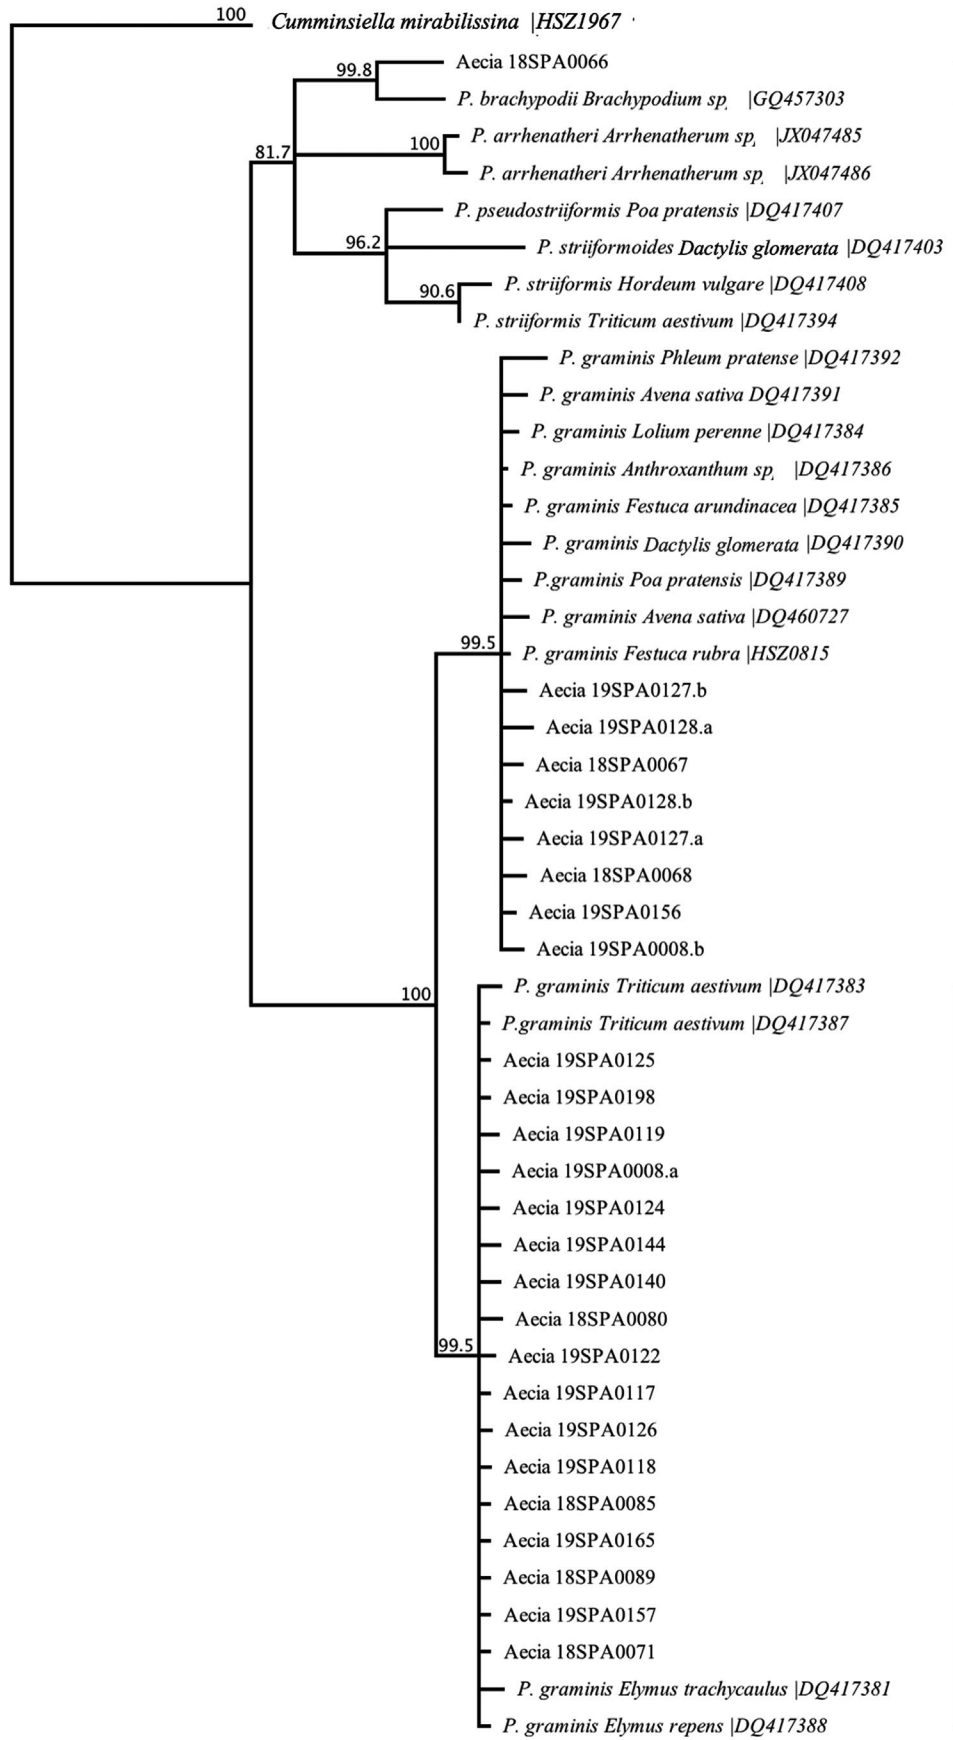 100
Cumminsiella mirabilissina |HSZ1967
99.8
Aecia 18SPA0066
P. brachypodii Brachypodium sp. |GQ457303
P. arrhenatheri Arrhenatherum sp. |JX047485
100
81.7
P. arrhenatheri Arrhenatherum sp. |JX047486
P. pseudostriiformis Poa pratensis |DQ417407
96.2
P. striiformoides Dactylis glomerata |DQ417403
P. striiformis Hordeum vulgare |DQ417408
90.6
P. striiformis Triticum aestivum |DQ417394
P. graminis Phleum pratense |DQ417392
P. graminis Avena sativa DQ417391
P. graminis Lolium perenne |DQ417384
P. graminis Anthroxanthum sp. |DQ417386
P. graminis Festuca arundinacea |DQ417385
P. graminis Dactylis glomerata |DQ417390
P.graminis Poa pratensis |DQ417389
P. graminis Avena sativa |DQ460727
99.5
P. graminis Festuca rubra |HSZ0815
Aecia 19SPA0127.b
Aecia 19SPA0128.a
Aecia 18SPA0067
Aecia 19SPA0128.b
Aecia 19SPA0127.a
Aecia 18SPA0068
Aecia 19SPA0156
Aecia 19SPA0008.b
P. graminis Triticum aestivum |DQ417383
100
P.graminis Triticum aestivum |DQ417387
Aecia 19SPA0125
Aecia 19SPA0198
Aecia 19SPA0119
Aecia 19SPA0008.a
Aecia 19SPA0124
Aecia 19SPA0144
Aecia 19SPA0140
Aecia 18SPA0080
99.5
Aecia 19SPA0122
Aecia 19SPA0117
Aecia 19SPA0126
Aecia 19SPA0118
Aecia 18SPA0085
Aecia 19SPA0165
Aecia 18SPA0089
Aecia 19SPA0157
Aecia 18SPA0071
P. graminis Elymus trachycaulus |DQ417381
P. graminis Elymus repens |DQ417388